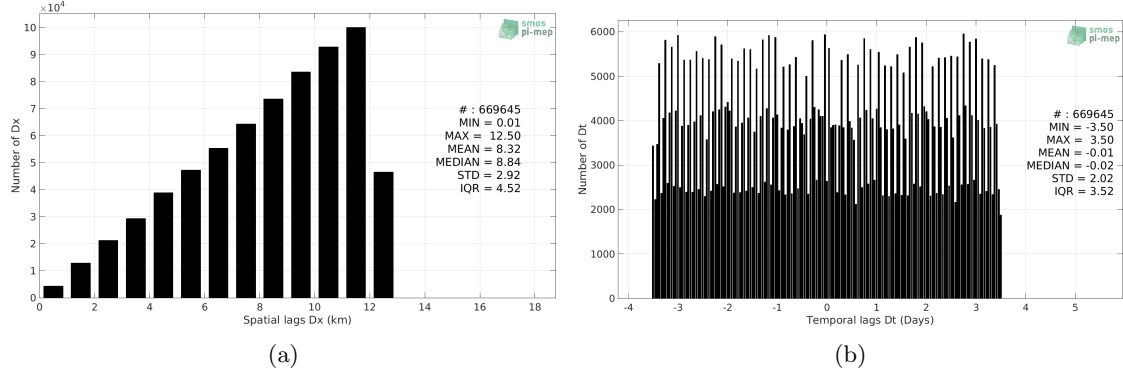 ×10⁴
10
9
8
7
6
5
4
3
2
1
0
0 2 4 6 8 10 12 14 16 18
Number of Dx
Spatial lags Dx (km)
smos
pi-mep
# : 669645
MIN = 0.01
MAX = 12.50
MEAN = 8.32
MEDIAN = 8.84
STD = 2.92
IQR = 4.52
(a)
6000
5000
4000
3000
2000
1000
0
-4 -3 -2 -1 0 1 2 3 4 5
Number of Dt
Temporal lags Dt (Days)
smos
pi-mep
# : 669645
MIN = -3.50
MAX = 3.50
MEAN = -0.01
MEDIAN = -0.02
STD = 2.02
IQR = 3.52
(b)